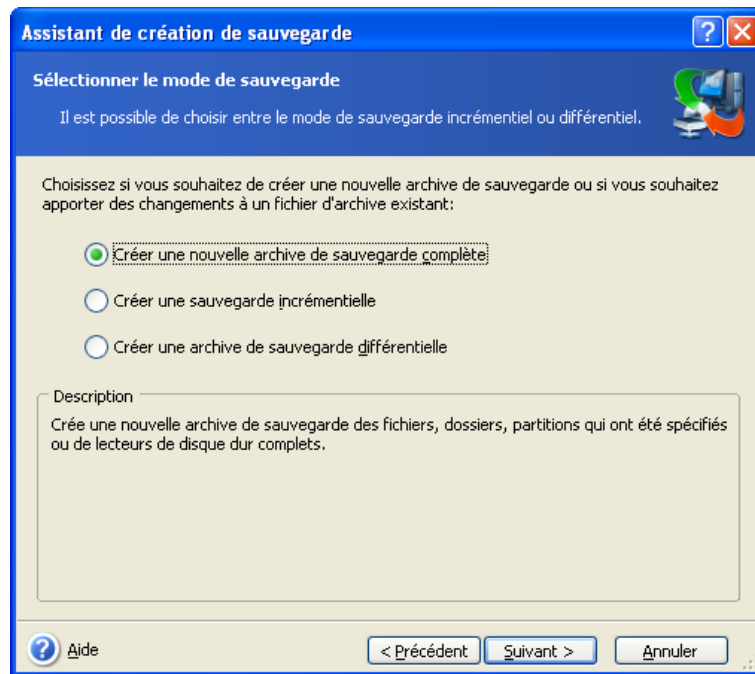 Assistant de création de sauvegarde
Sélectionner le mode de sauvegarde
Il est possible de choisir entre le mode de sauvegarde incrémentiel ou différentiel.
Choisissez si vous souhaitez de créer une nouvelle archive de sauvegarde ou si vous souhaitez
apporter des changements à un fichier d'archive existant:
Créer une nouvelle archive de sauvegarde complète
Créer une sauvegarde incrémentielle
Créer une archive de sauvegarde différentielle
Description
Crée une nouvelle archive de sauvegarde des fichiers, dossiers, partitions qui ont été spécifiés
ou de lecteurs de disque dur complets.
Aide
< Précédent
Suivant >
Annuler